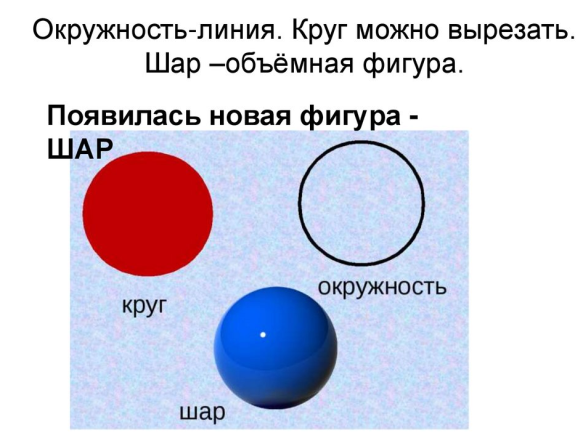 Окружность-линия. Круг можно вырезать.
Шар –объёмная фигура.
Появилась новая фигура -
ШАР
окружность
круг
шар